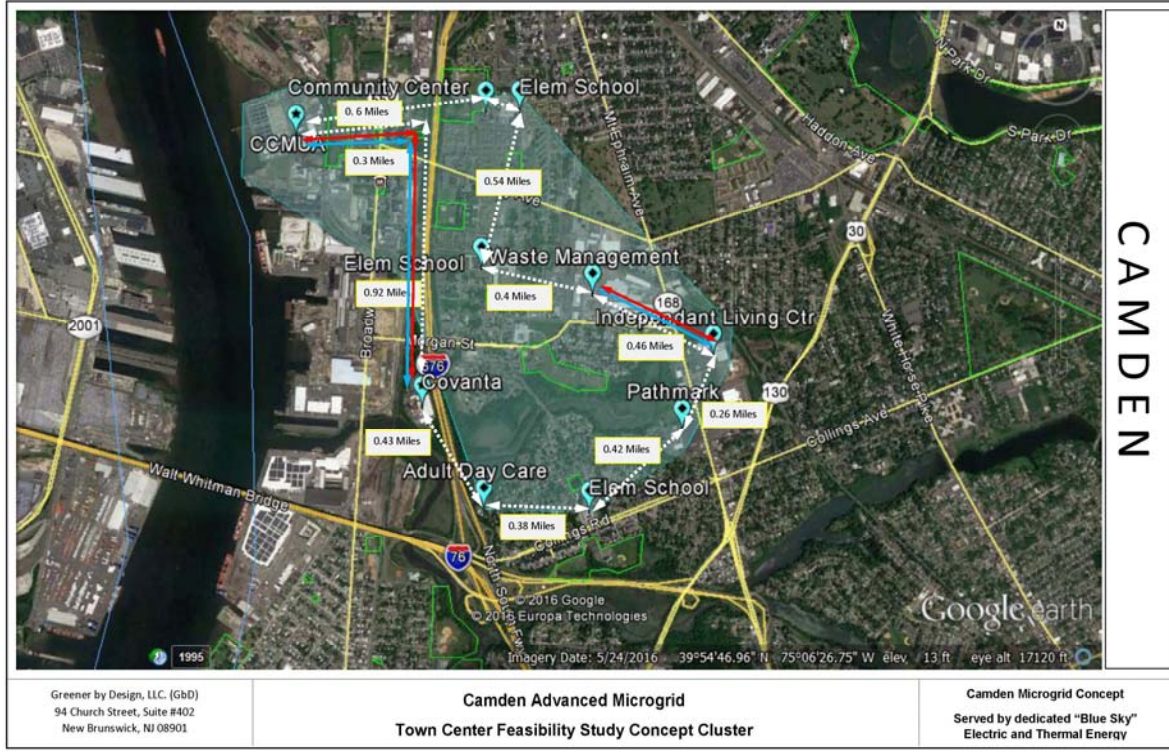 Community Center
Elem School
0. 6 Miles
CCMUA
0.3 Miles
0.54 Miles
Ave
Mt Ephraim Ave
Haddon Ave
N Park Dr
S Park Dr
N
30
Elem School
Waste Management
0.92 Miles
0.4 Miles
168
Independant Living Ctr
0.46 Miles
2001
Broadway
Morgan St
676
Covanta
Pathmark
0.26 Miles
130
White Horse Pike
Collings Ave
0.43 Miles
0.42 Miles
Adult Day Care
Elem School
0.38 Miles
Collings Rd
Walt Whitman Bridge
76
North South Fwy
© 2016 Google
© 2016 Europa Technologies
Google earth
1995
Imagery Date: 5/24/2016 39°54'46.96" N 75°06'26.75" W elev 13 ft eye alt 17120 ft
CAMDEN
Greener by Design, LLC. (GbD)
94 Church Street, Suite #402
New Brunswick, NJ 08901
Camden Advanced Microgrid
Town Center Feasibility Study Concept Cluster
Camden Microgrid Concept
Served by dedicated “Blue Sky”
Electric and Thermal Energy